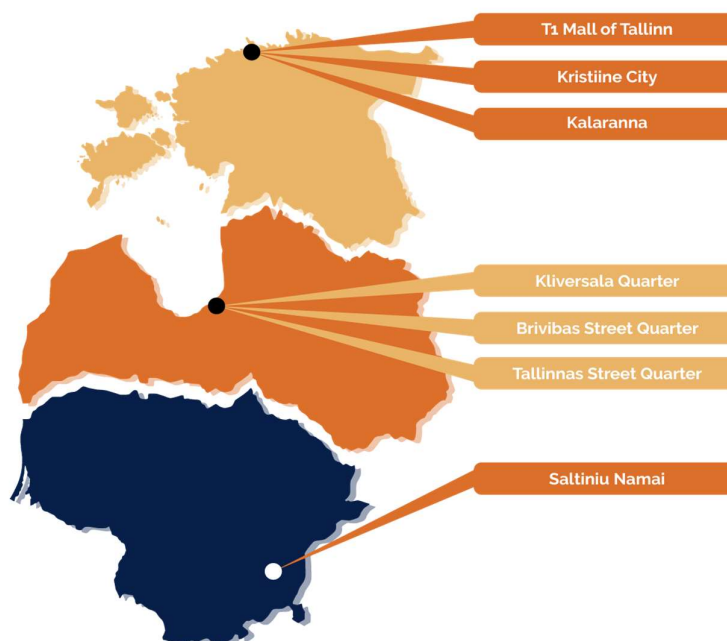 T1 Mall of Tallinn
Kristiine City
Kalaranna
Kliversala Quarter
Brivibas Street Quarter
Tallinnas Street Quarter
Saltiniu Namai